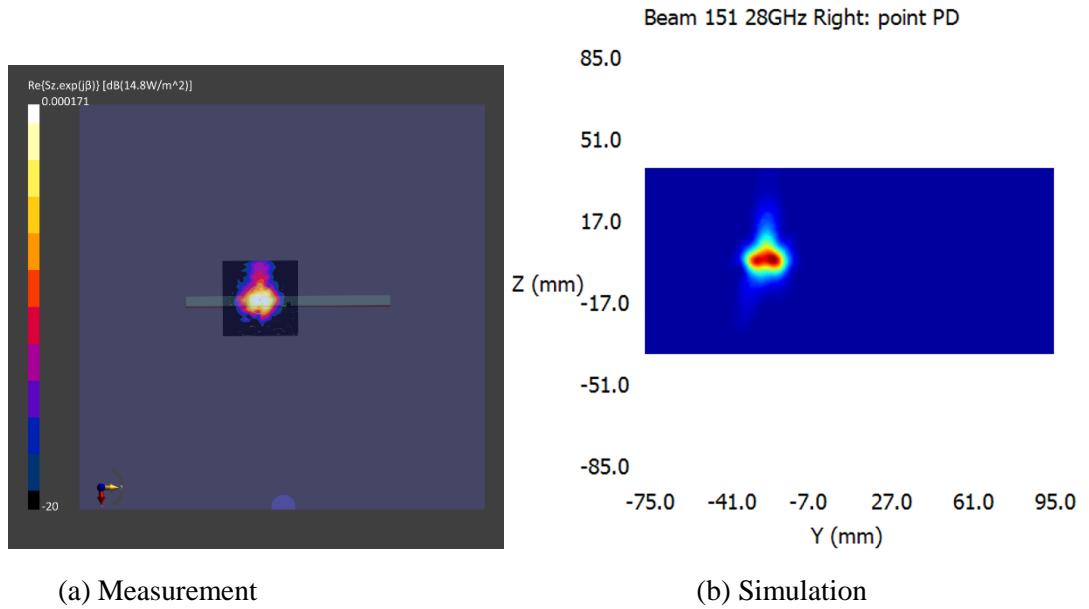 Beam 151 28GHz Right: point PD
Re{Sz.exp(jβ)} [dB(14.8W/m^2)]
0.000171
-20
85.0
51.0
17.0
Z (mm)
-17.0
-51.0
-85.0
-75.0 -41.0 -7.0 27.0 61.0 95.0
Y (mm)
(a) Measurement
(b) Simulation